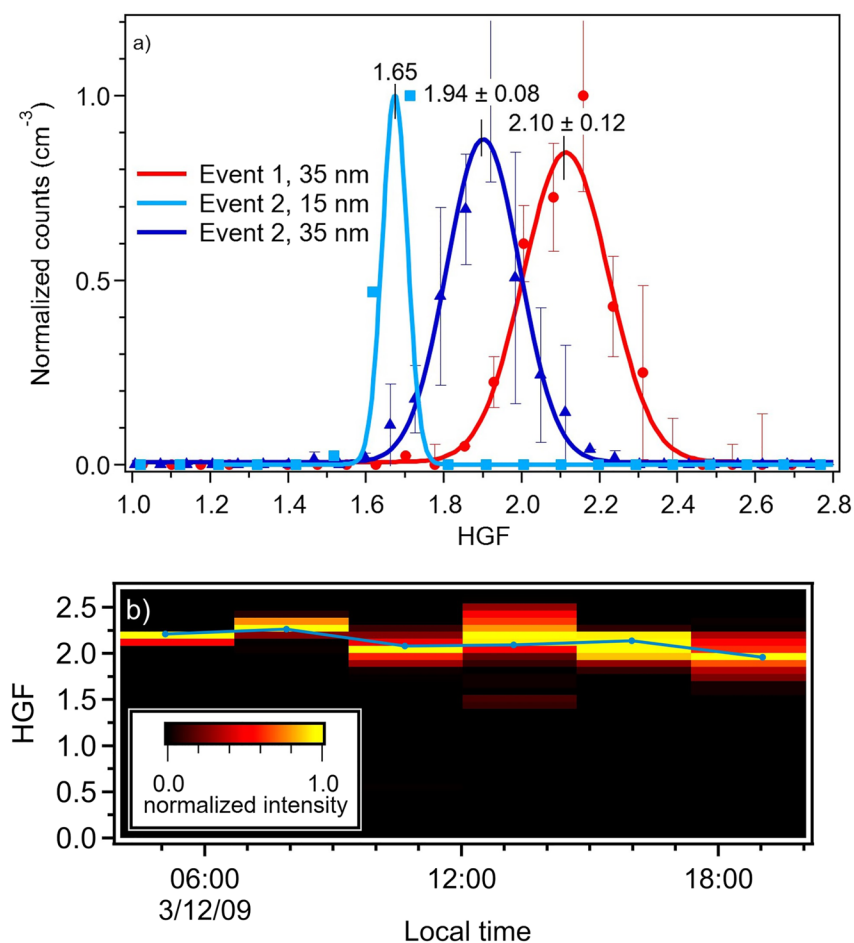 a)
1.65
1.94 ± 0.08
2.10 ± 0.12
Event 1, 35 nm
Event 2, 15 nm
Event 2, 35 nm
Normalized counts (cm⁻³)
1.0
0.5
0.0
1.0 1.2 1.4 1.6 1.8 2.0 2.2 2.4 2.6 2.8
HGF
b)
HGF
2.5
2.0
1.5
1.0
0.5
0.0
0.0 1.0
normalized intensity
06:00 12:00 18:00
3/12/09
Local time